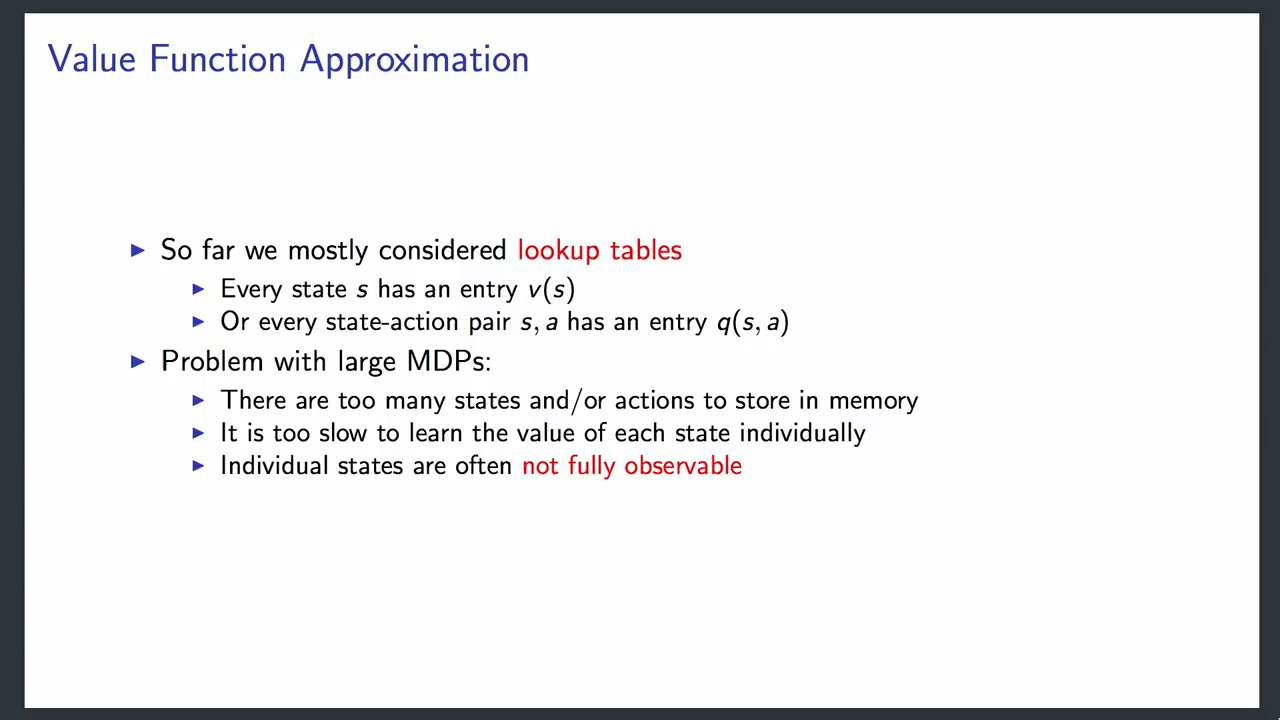 Value Function Approximation
▶ So far we mostly considered lookup tables
▶ Every state s has an entry v(s)
▶ Or every state-action pair s, a has an entry q(s, a)
▶ Problem with large MDPs:
▶ There are too many states and/or actions to store in memory
▶ It is too slow to learn the value of each state individually
▶ Individual states are often not fully observable